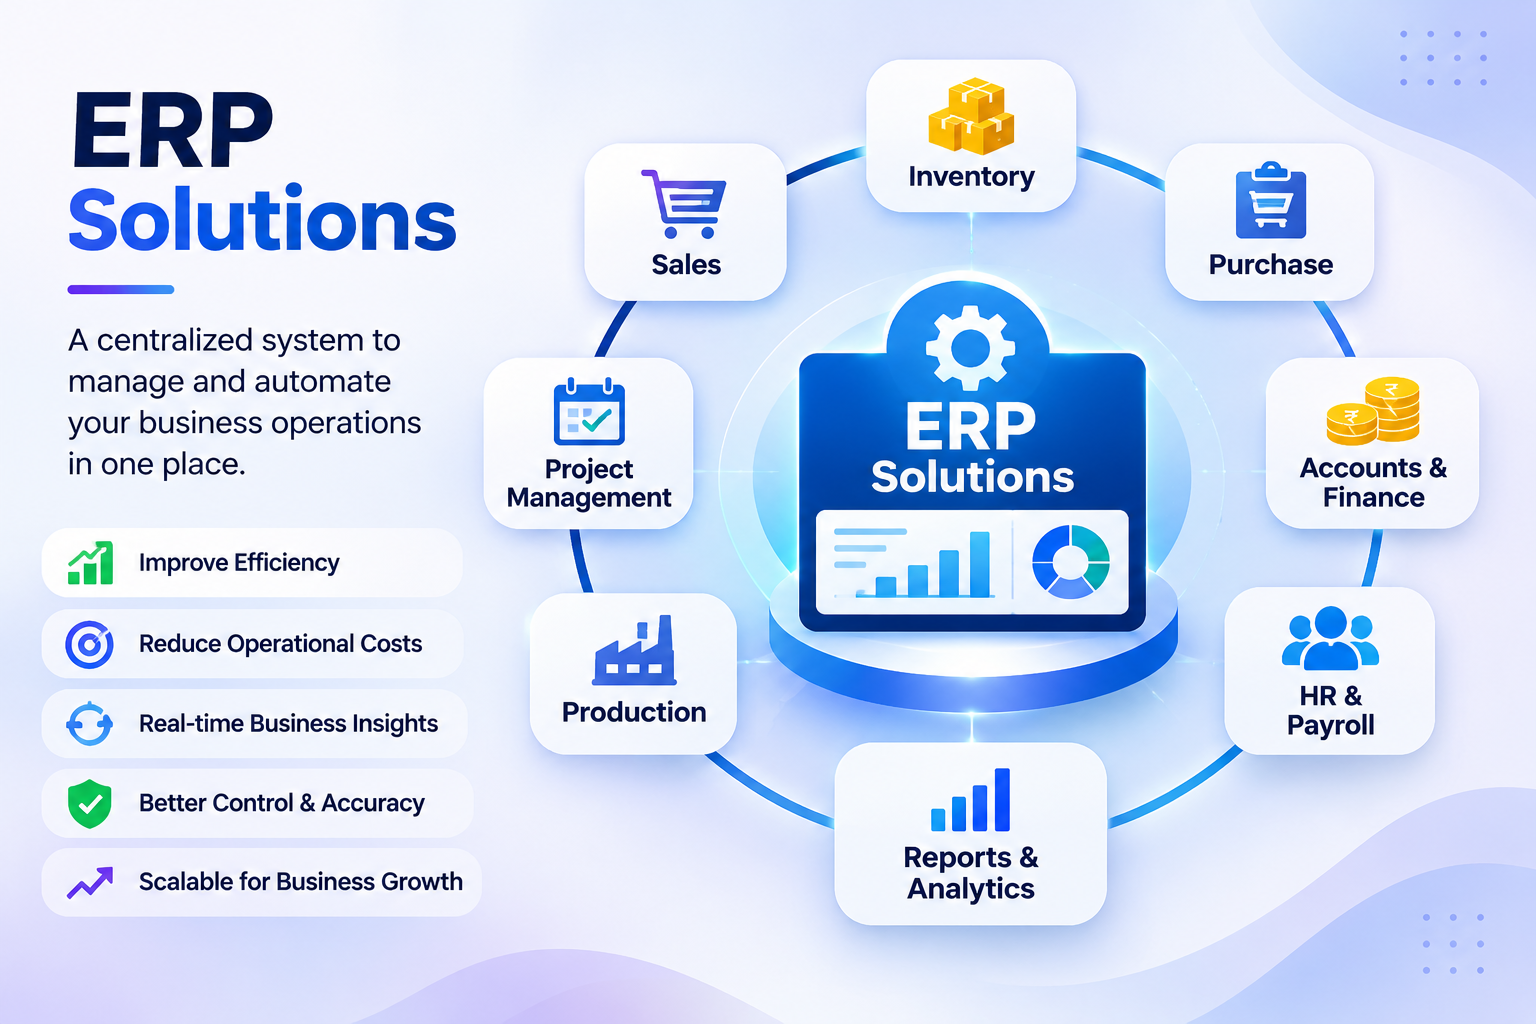 ERP
Solutions
A centralized system to
manage and automate
your business operations
in one place.
Improve Efficiency
Reduce Operational Costs
Real-time Business Insights
Better Control & Accuracy
Scalable for Business Growth
Inventory
Sales
Purchase
Project
Management
ERP
Solutions
₹
₹
Accounts &
Finance
Production
HR &
Payroll
Reports &
Analytics